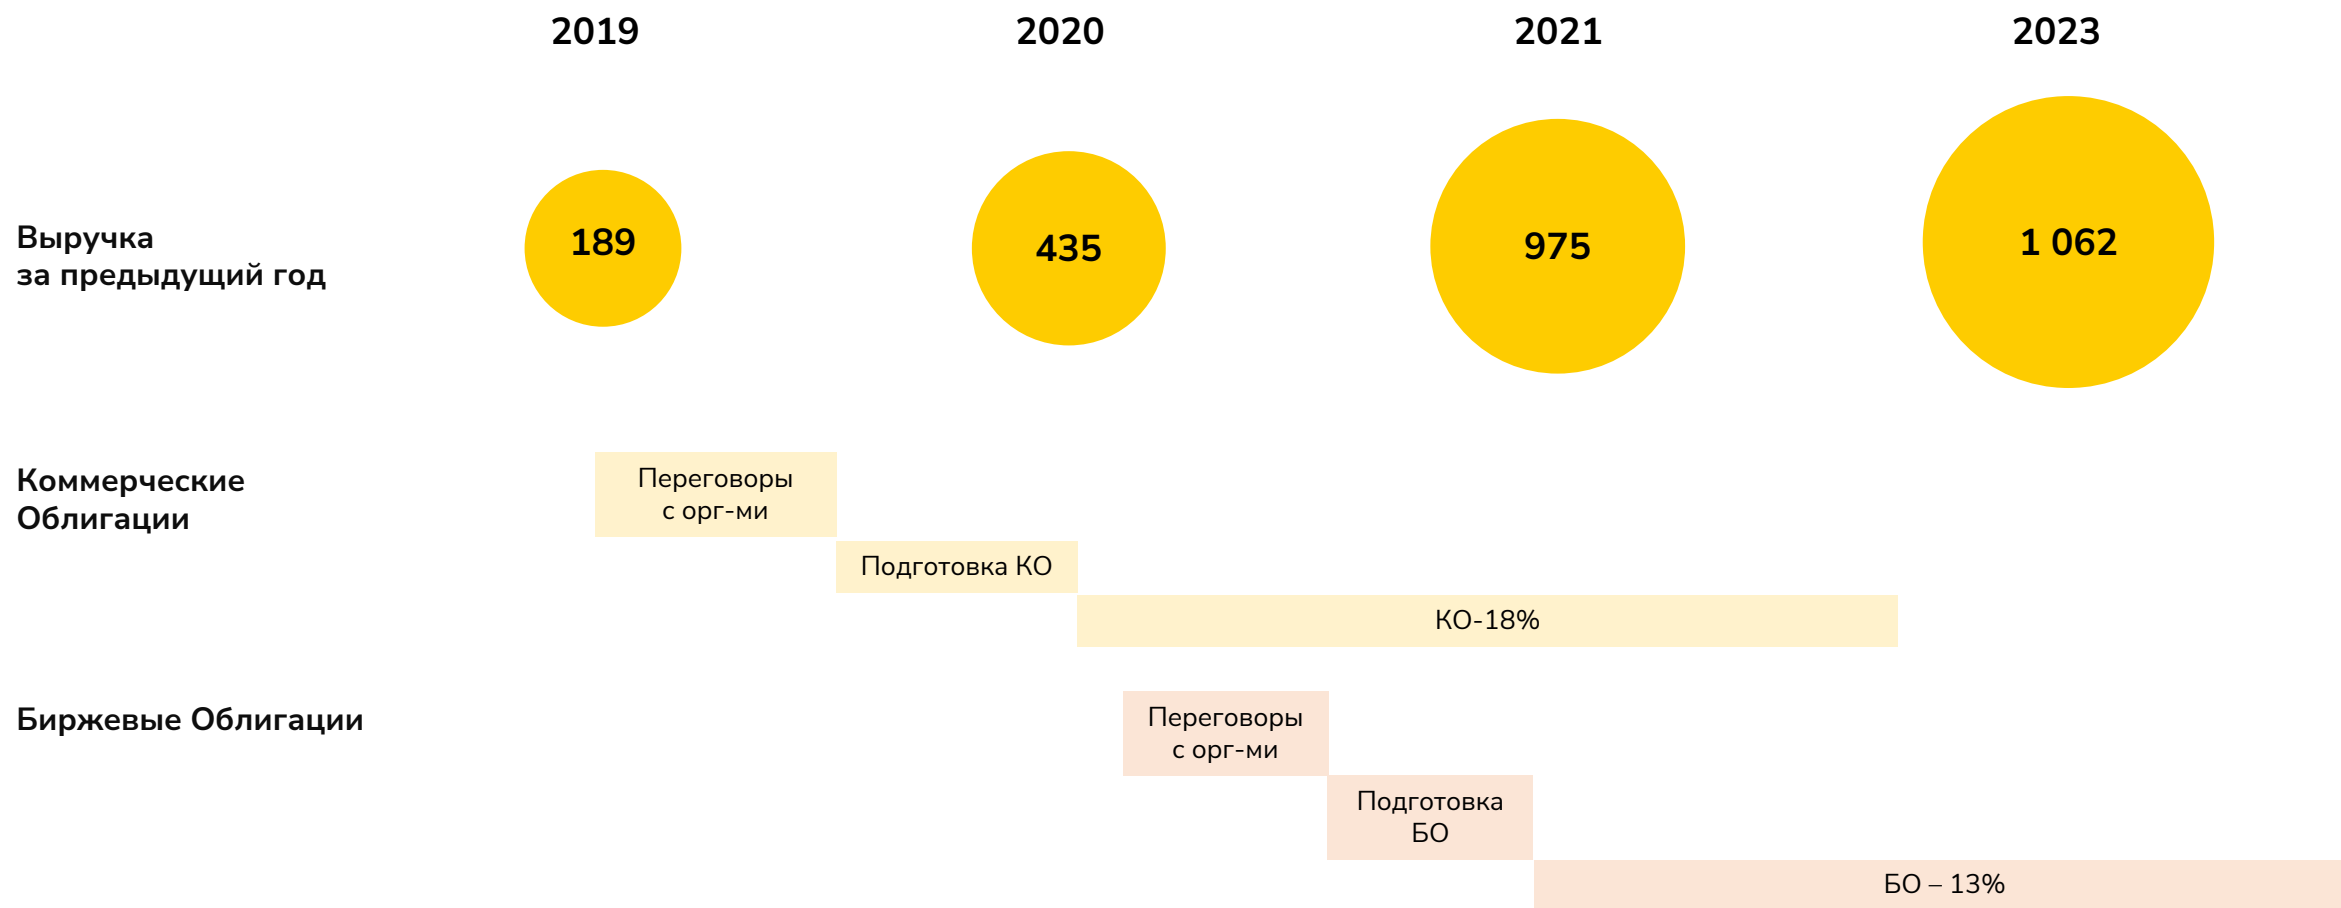 2019 2020 2021 2023
Выручка
за предыдущий год
189 435 975 1 062
Коммерческие
Облигации
Переговоры
с орг-ми
Подготовка КО
КО-18%
Биржевые Облигации
Переговоры
с орг-ми
Подготовка
БО
БО – 13%